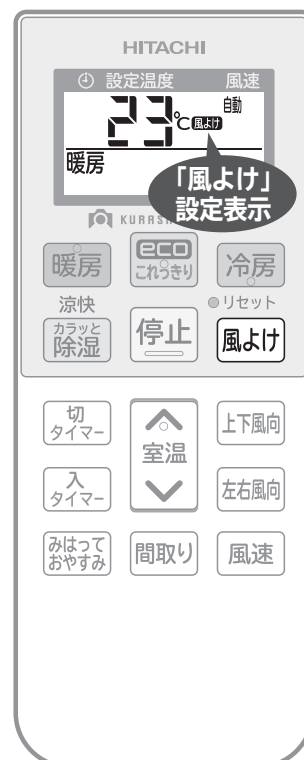 HITACHI
設定温度 風速
自動
23℃ 風よけ
暖房
「風よけ」
設定表示
暖房
eco
これっきり
冷房
涼快
カラッと
除湿
停止
リセット
風よけ
切
タイマー
室温
上下風向
入
タイマー
左右風向
みはって
おやすみ
間取り
風速